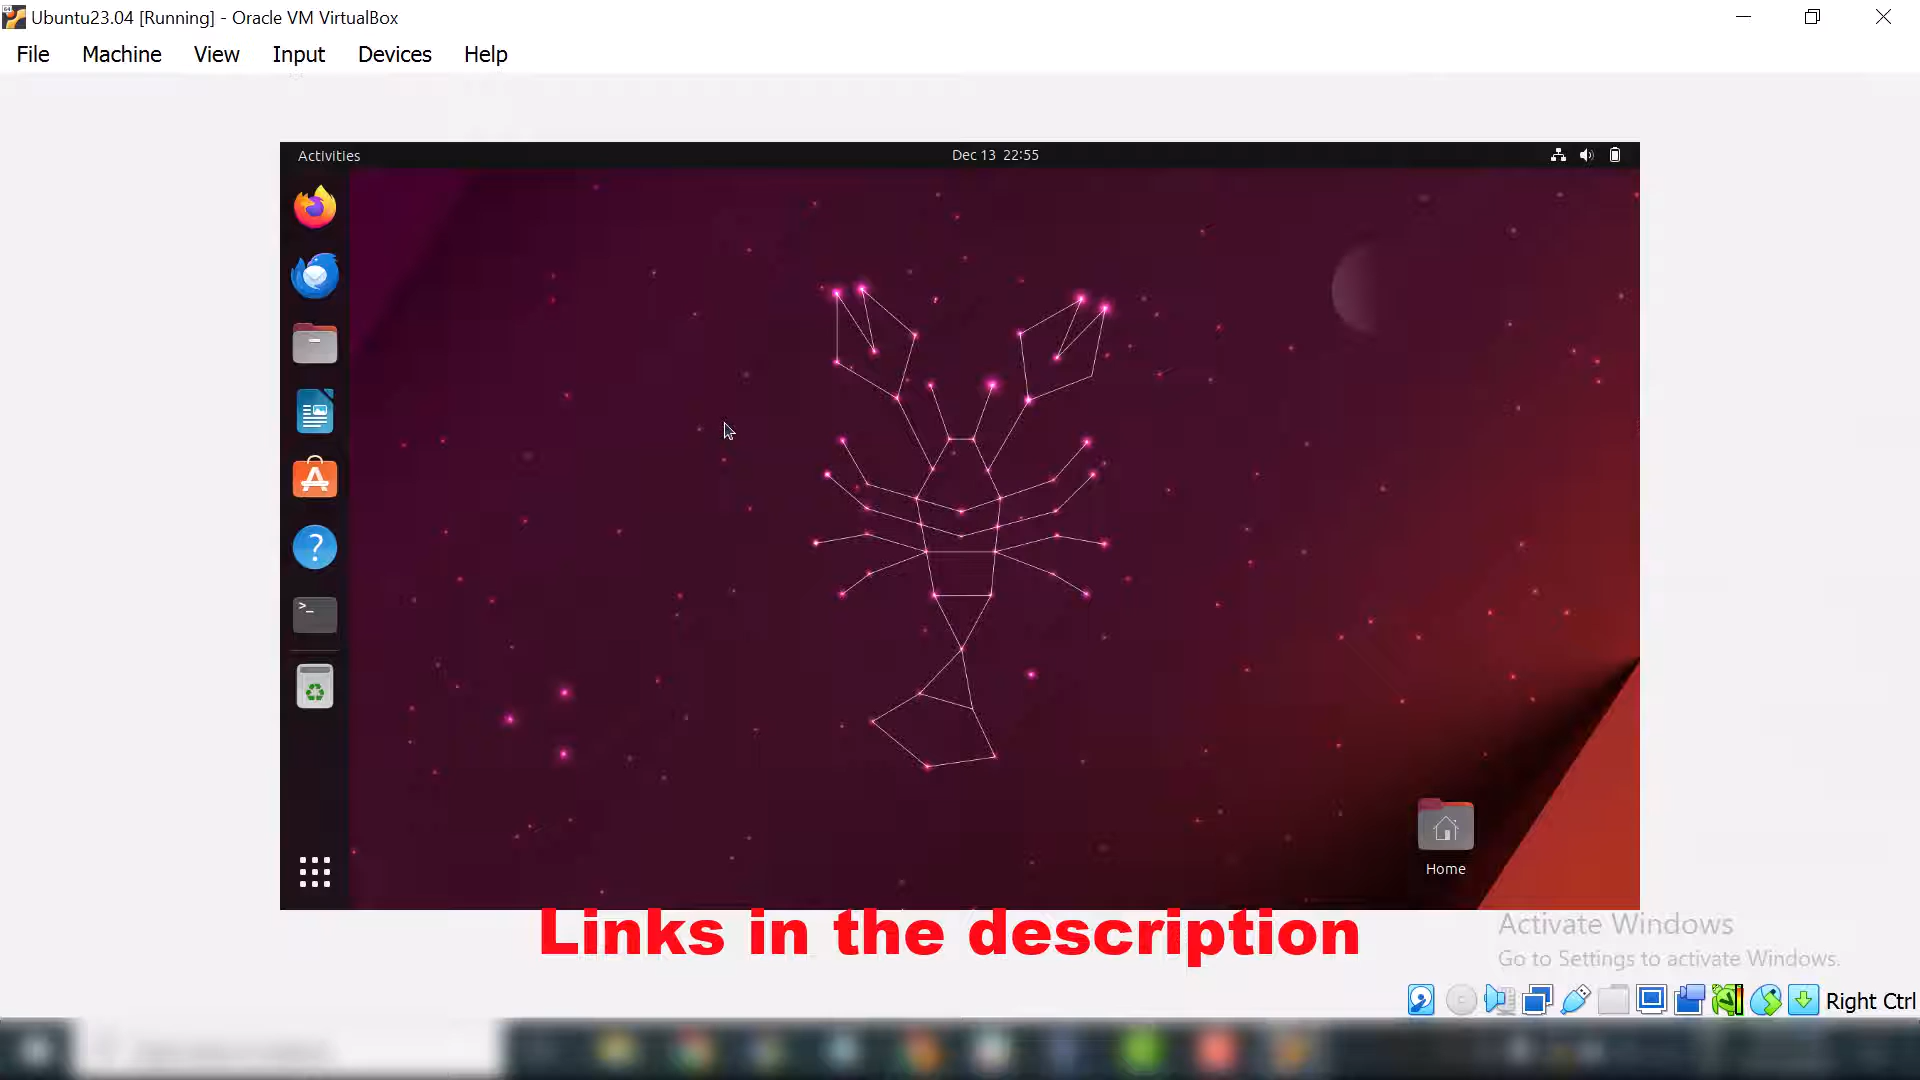 Ubuntu23.04 [Running] - Oracle VM VirtualBox
File Machine View Input Devices Help
Activities
Dec 13 22:55
>_
Home
Links in the description
Activate Windows
Go to Settings to activate Windows.
Right Ctrl